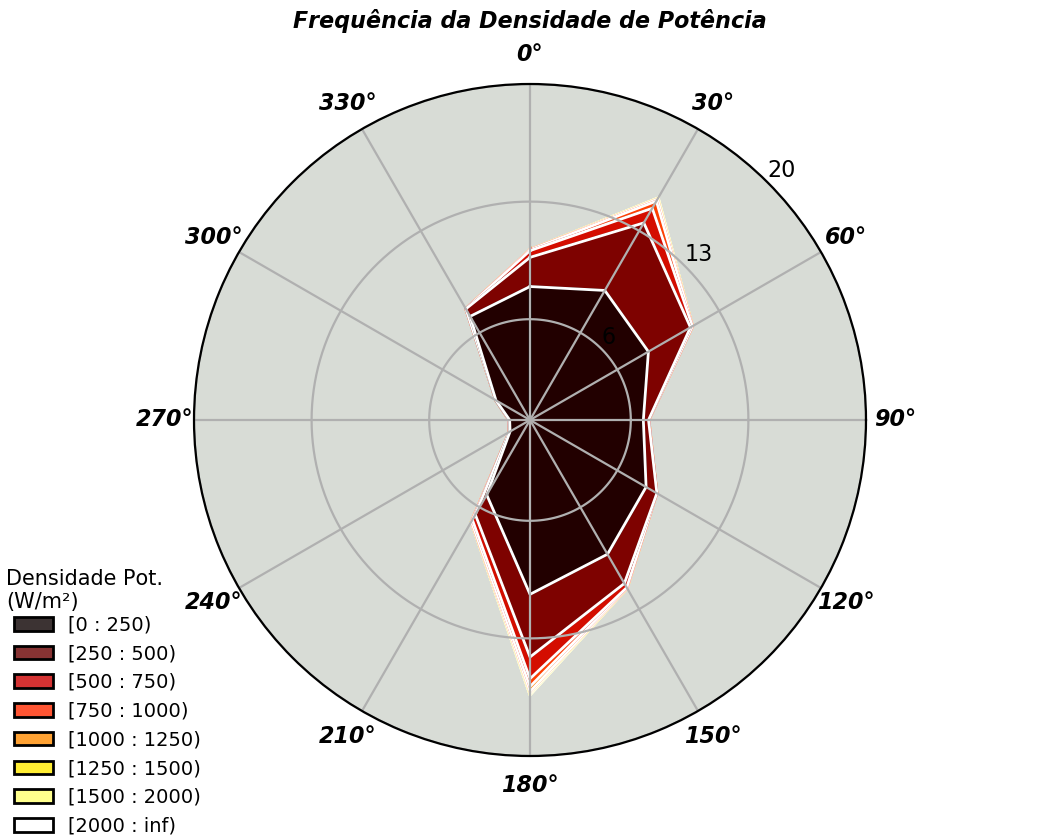 Frequência da Densidade de Potência
0°
330°
30°
20
300°
60°
13
6
270°
90°
240°
120°
210°
150°
180°
Densidade Pot.
(W/m²)
[0 : 250)
[250 : 500)
[500 : 750)
[750 : 1000)
[1000 : 1250)
[1250 : 1500)
[1500 : 2000)
[2000 : inf)